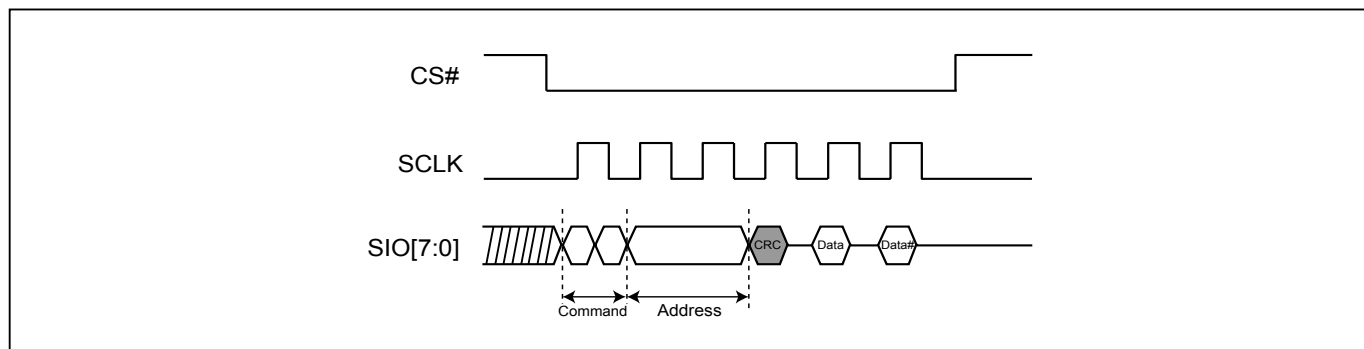 CS#
SCLK
SIO[7:0]
CRC
Data
Data#
Command
Address